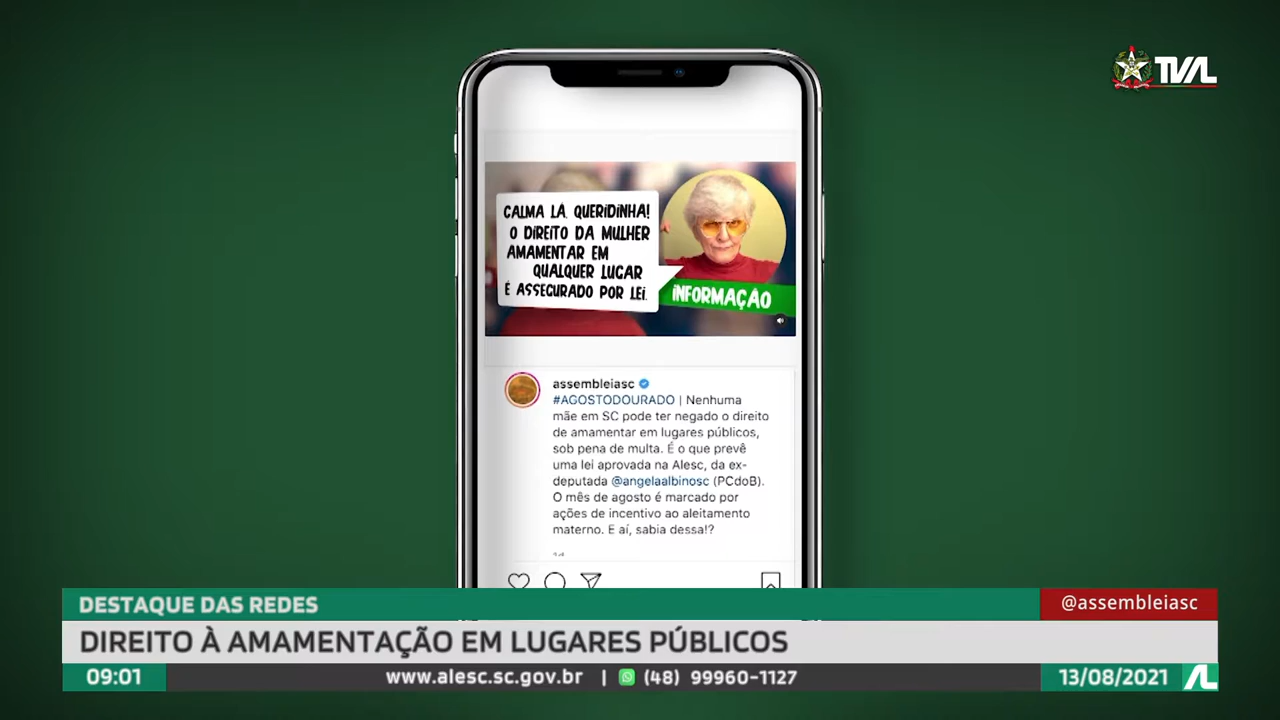 TVAL
CALMA LÁ, QUERIDINHA!
O DIREITO DA MULHER
AMAMENTAR EM
QUALQUER LUGAR
É ASSEGURADO POR LEI.
INFORMAÇÃO
assembleiasc
#AGOSTODOURADO | Nenhuma
mãe em SC pode ter negado o direito
de amamentar em lugares públicos,
sob pena de multa. É o que prevê
uma lei aprovada na Alesc, da ex-
deputada @angelaalbinosc (PCdoB).
O mês de agosto é marcado por
ações de incentivo ao aleitamento
materno. E aí, sabia dessa!?
DESTAQUE DAS REDES
@assembleiasc
DIREITO À AMAMENTAÇÃO EM LUGARES PÚBLICOS
09:01
www.alesc.sc.gov.br | (48) 99960-1127
13/08/2021